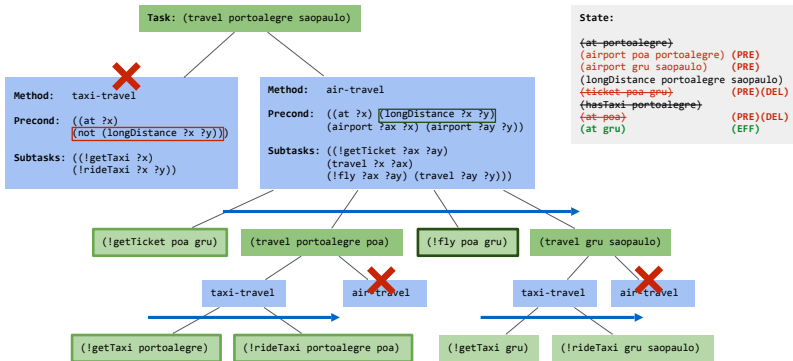 Task: (travel portoalegre saopaulo)
State:
(at portoalegre)
(airport poa portoalegre) (PRE)
(airport gru saopaulo) (PRE)
(longDistance portoalegre saopaulo)
(ticket poa gru) (PRE)(DEL)
(hasTaxi portoalegre)
(at poa) (PRE)(DEL)
(at gru) (EFF)
Method: taxi-travel
Precond: ((at ?x)
(not (longDistance ?x ?y)))
Subtasks: ((!getTaxi ?x)
(!rideTaxi ?x ?y))
Method: air-travel
Precond: ((at ?x) (longDistance ?x ?y)
(airport ?ax ?x) (airport ?ay ?y))
Subtasks: ((!getTicket ?ax ?ay)
(travel ?x ?ax)
(!fly ?ax ?ay) (travel ?ay ?y)))
(!getTicket poa gru)
(travel portoalegre poa)
(!fly poa gru)
(travel gru saopaulo)
taxi-travel
air-travel
taxi-travel
air-travel
(!getTaxi portoalegre)
(!rideTaxi portoalegre poa)
(!getTaxi gru)
(!rideTaxi gru saopaulo)